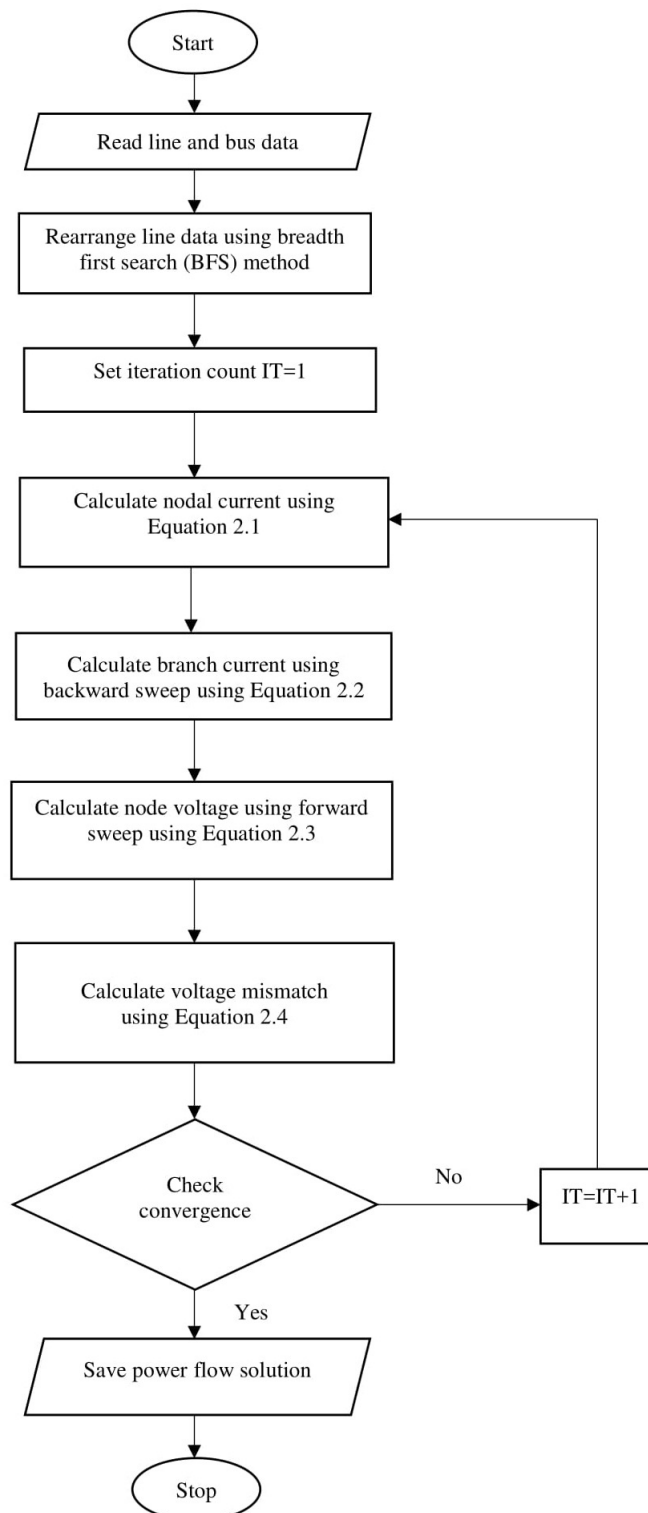 Start
Read line and bus data
Rearrange line data using breadth
first search (BFS) method
Set iteration count IT=1
Calculate nodal current using
Equation 2.1
Calculate branch current using
backward sweep using Equation 2.2
Calculate node voltage using forward
sweep using Equation 2.3
Calculate voltage mismatch
using Equation 2.4
Check
convergence
No
IT=IT+1
Yes
Save power flow solution
Stop